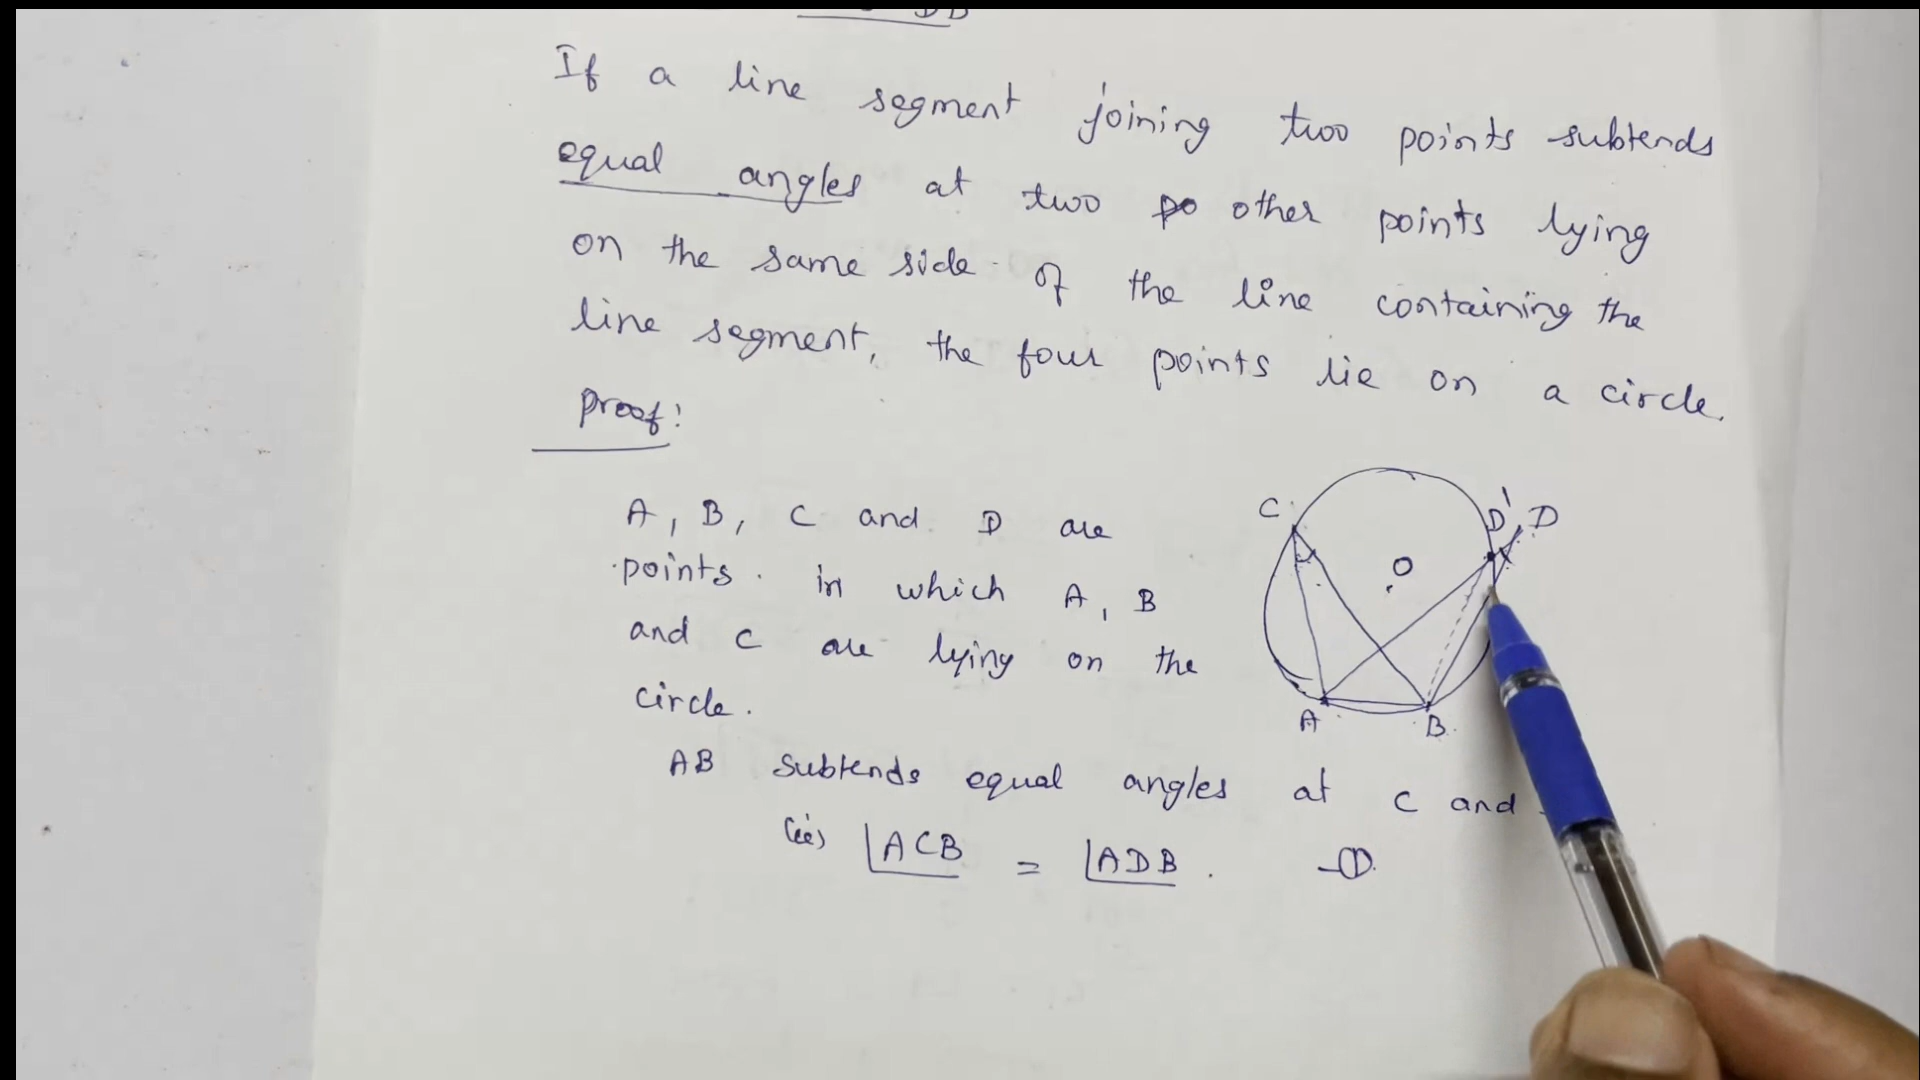 DB
If a line segment joining two points subtends
equal angles at two po other points lying
on the same side of the line containing the
line segment, the four points lie on a circle.
Proof:
A, B, C and D are
points in which A, B
and C are lying on the
circle.
AB subtends equal angles at C and
(ie) ∠ACB = ∠ADB. -①
C
D'
D
O
A
B